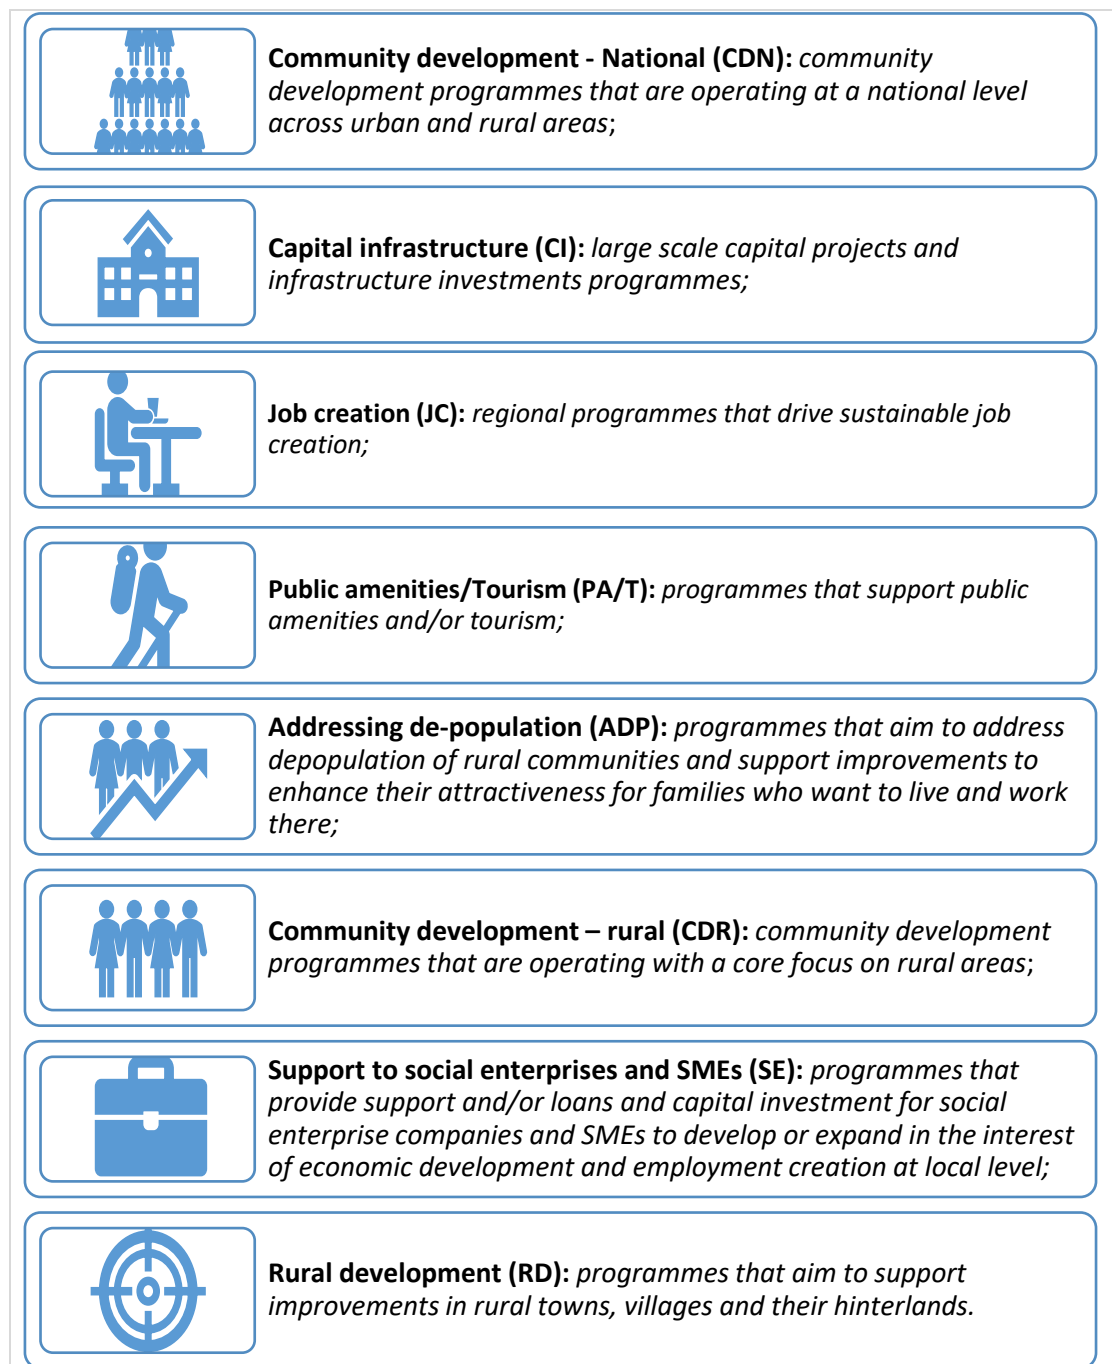 Community development - National (CDN): community
development programmes that are operating at a national level
across urban and rural areas;
Capital infrastructure (CI): large scale capital projects and
infrastructure investments programmes;
Job creation (JC): regional programmes that drive sustainable job
creation;
Public amenities/Tourism (PA/T): programmes that support public
amenities and/or tourism;
Addressing de-population (ADP): programmes that aim to address
depopulation of rural communities and support improvements to
enhance their attractiveness for families who want to live and work
there;
Community development – rural (CDR): community development
programmes that are operating with a core focus on rural areas;
Support to social enterprises and SMEs (SE): programmes that
provide support and/or loans and capital investment for social
enterprise companies and SMEs to develop or expand in the interest
of economic development and employment creation at local level;
Rural development (RD): programmes that aim to support
improvements in rural towns, villages and their hinterlands.